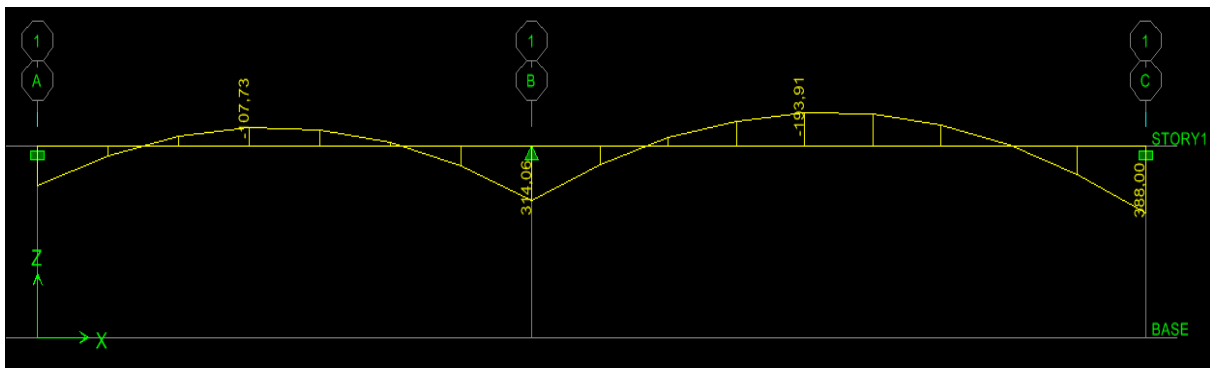 1
1
1
A
B
C
-107,73
-193,91
STORY1
314,06
388,00
Z
X
BASE